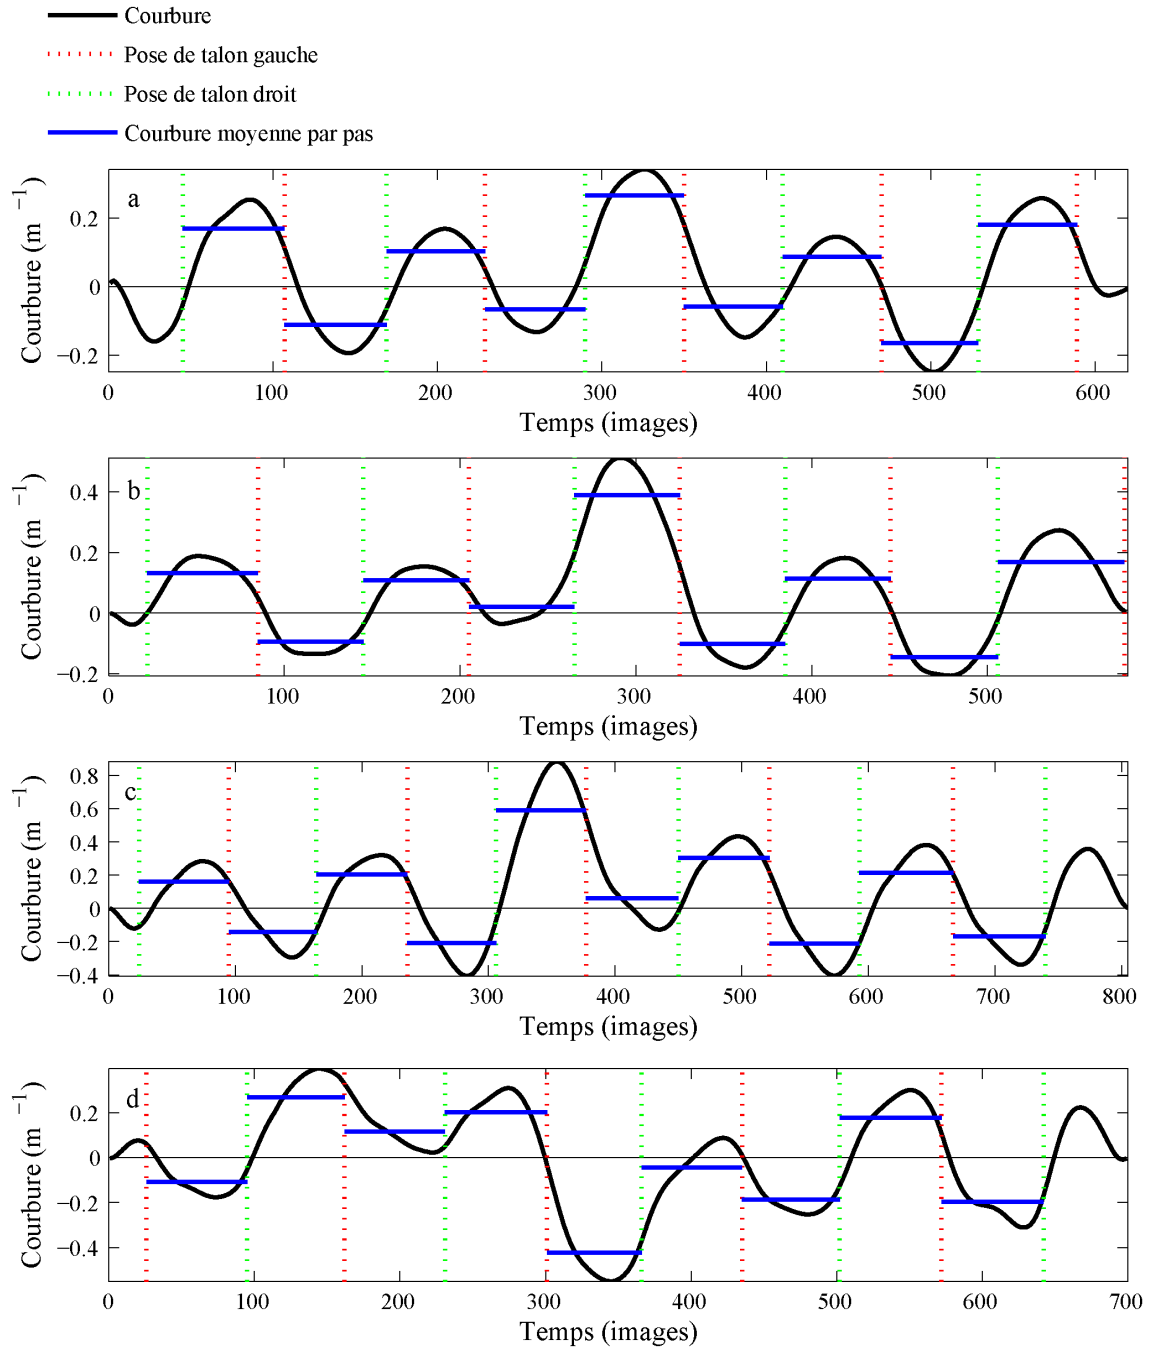 Courbure
Pose de talon gauche
Pose de talon droit
Courbure moyenne par pas
a
Courbure (m⁻¹)
0.2
0
−0.2
0 100 200 300 400 500 600
Temps (images)
b
Courbure (m⁻¹)
0.4
0.2
0
−0.2
0 100 200 300 400 500
Temps (images)
c
Courbure (m⁻¹)
0.8
0.6
0.4
0.2
0
−0.2
−0.4
0 100 200 300 400 500 600 700 800
Temps (images)
d
Courbure (m⁻¹)
0.2
0
−0.2
−0.4
0 100 200 300 400 500 600 700
Temps (images)